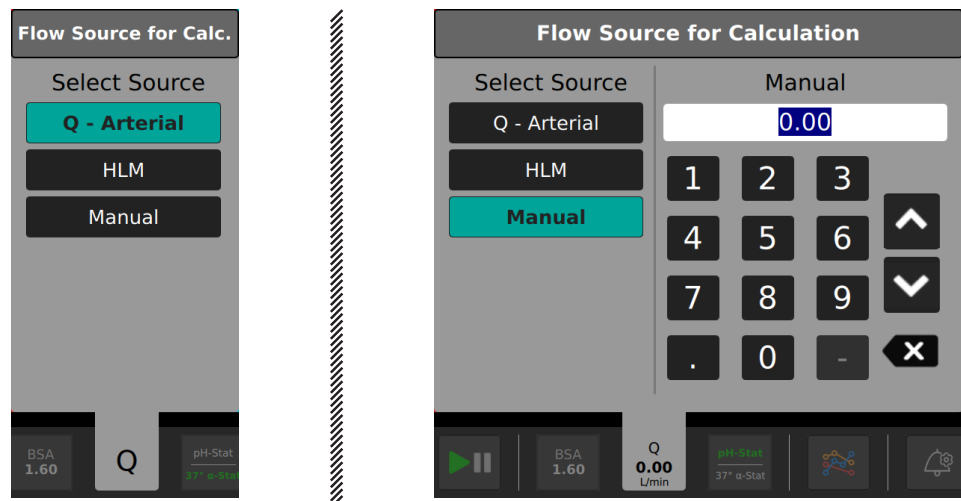 Flow Source for Calc.
Select Source
Q - Arterial
HLM
Manual
BSA
1.60
Q
pH-Stat
37° α-Stat
Flow Source for Calculation
Select Source
Q - Arterial
HLM
Manual
Manual
0.00
1 2 3
4 5 6
7 8 9
. 0 -
BSA
1.60
Q
0.00
L/min
pH-Stat
37° α-Stat